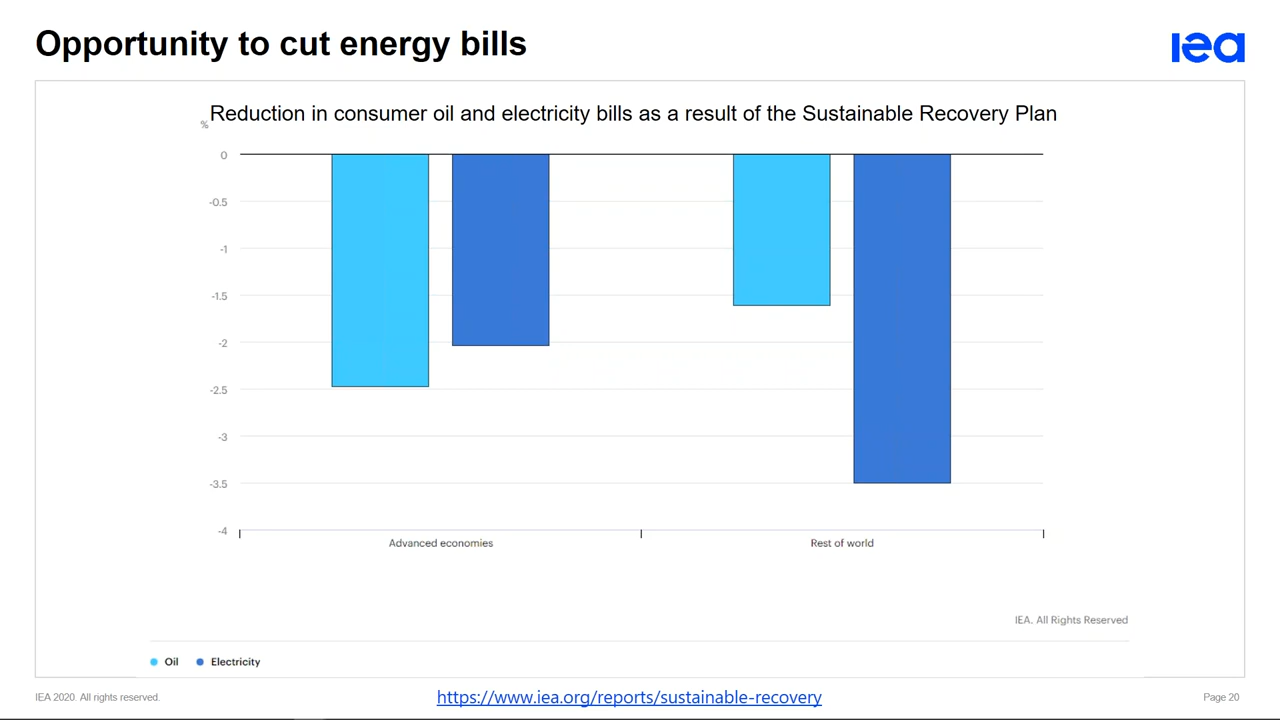 Opportunity to cut energy bills
iea
Reduction in consumer oil and electricity bills as a result of the Sustainable Recovery Plan
%
0
-0.5
-1
-1.5
-2
-2.5
-3
-3.5
-4
Advanced economies
Rest of world
IEA. All Rights Reserved
Oil
Electricity
IEA 2020. All rights reserved.
https://www.iea.org/reports/sustainable-recovery
Page 20